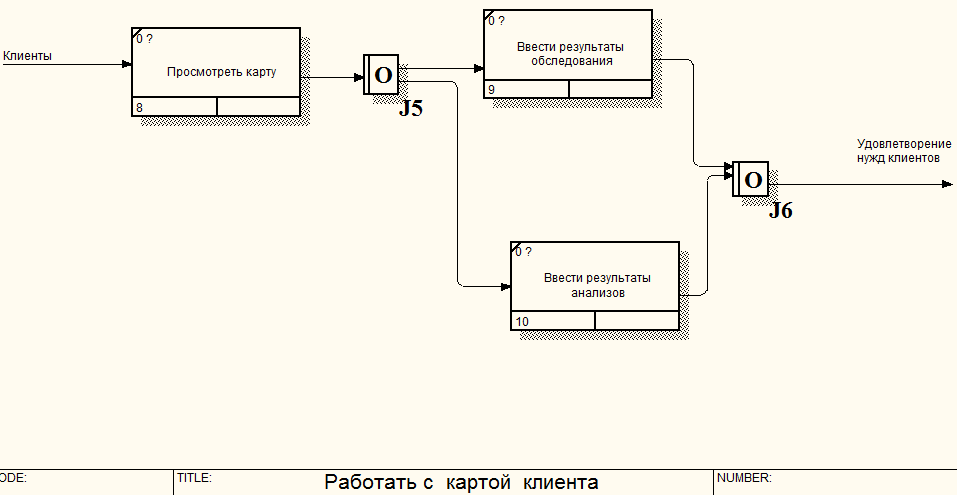 Клиенты
0 ?
Просмотреть карту
8
O
J5
0 ?
Ввести результаты
обследования
9
0 ?
Ввести результаты
анализов
10
O
J6
Удовлетворение
нужд клиентов
ODE:
TITLE:
Работать с картой клиента
NUMBER: